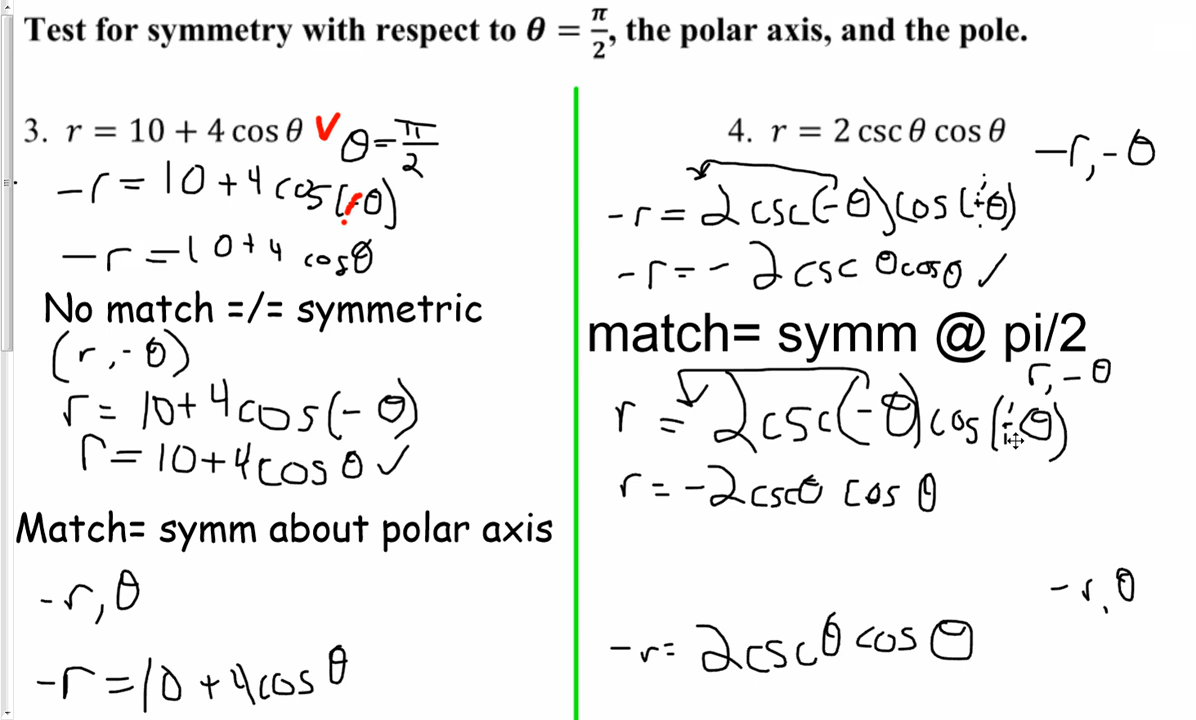 Test for symmetry with respect to θ = π/2, the polar axis, and the pole.
3. r = 10 + 4 cos θ V θ = π/2
-r = 10 + 4 cos(-θ)
-r = 10 + 4 cosθ
No match =/= symmetric
(r, -θ)
r = 10 + 4 cos(-θ)
r = 10 + 4 cos θ ✓
Match= symm about polar axis
-r, θ
-r = 10 + 4 cos θ
4. r = 2 csc θ cos θ
-r, -θ
-r = 2 csc(-θ) cos(-θ)
-r = -2 csc θ cos θ ✓
match= symm @ pi/2
r, -θ
r = 2 csc(-θ) cos(-θ)
r = -2 csc θ cos θ
-r, θ
-r = 2 csc θ cos θ